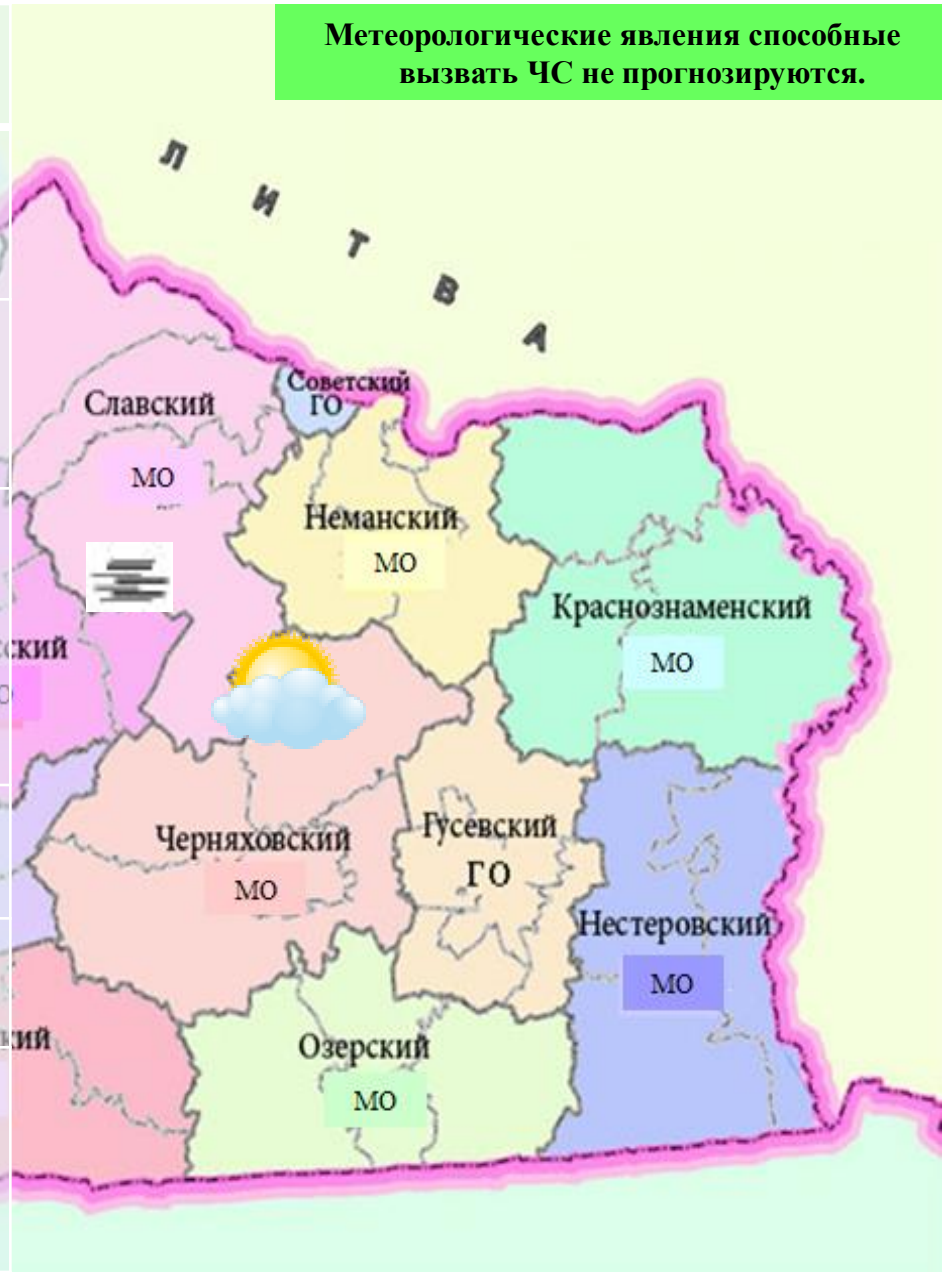 Метеорологические явления способные
вызвать ЧС не прогнозируются.
ЛИТВА
Советский
ГО
Славский
МО
Неманский
МО
Краснознаменский
МО
Черняховский
МО
Гусевский
ГО
Нестеровский
МО
Озерский
МО